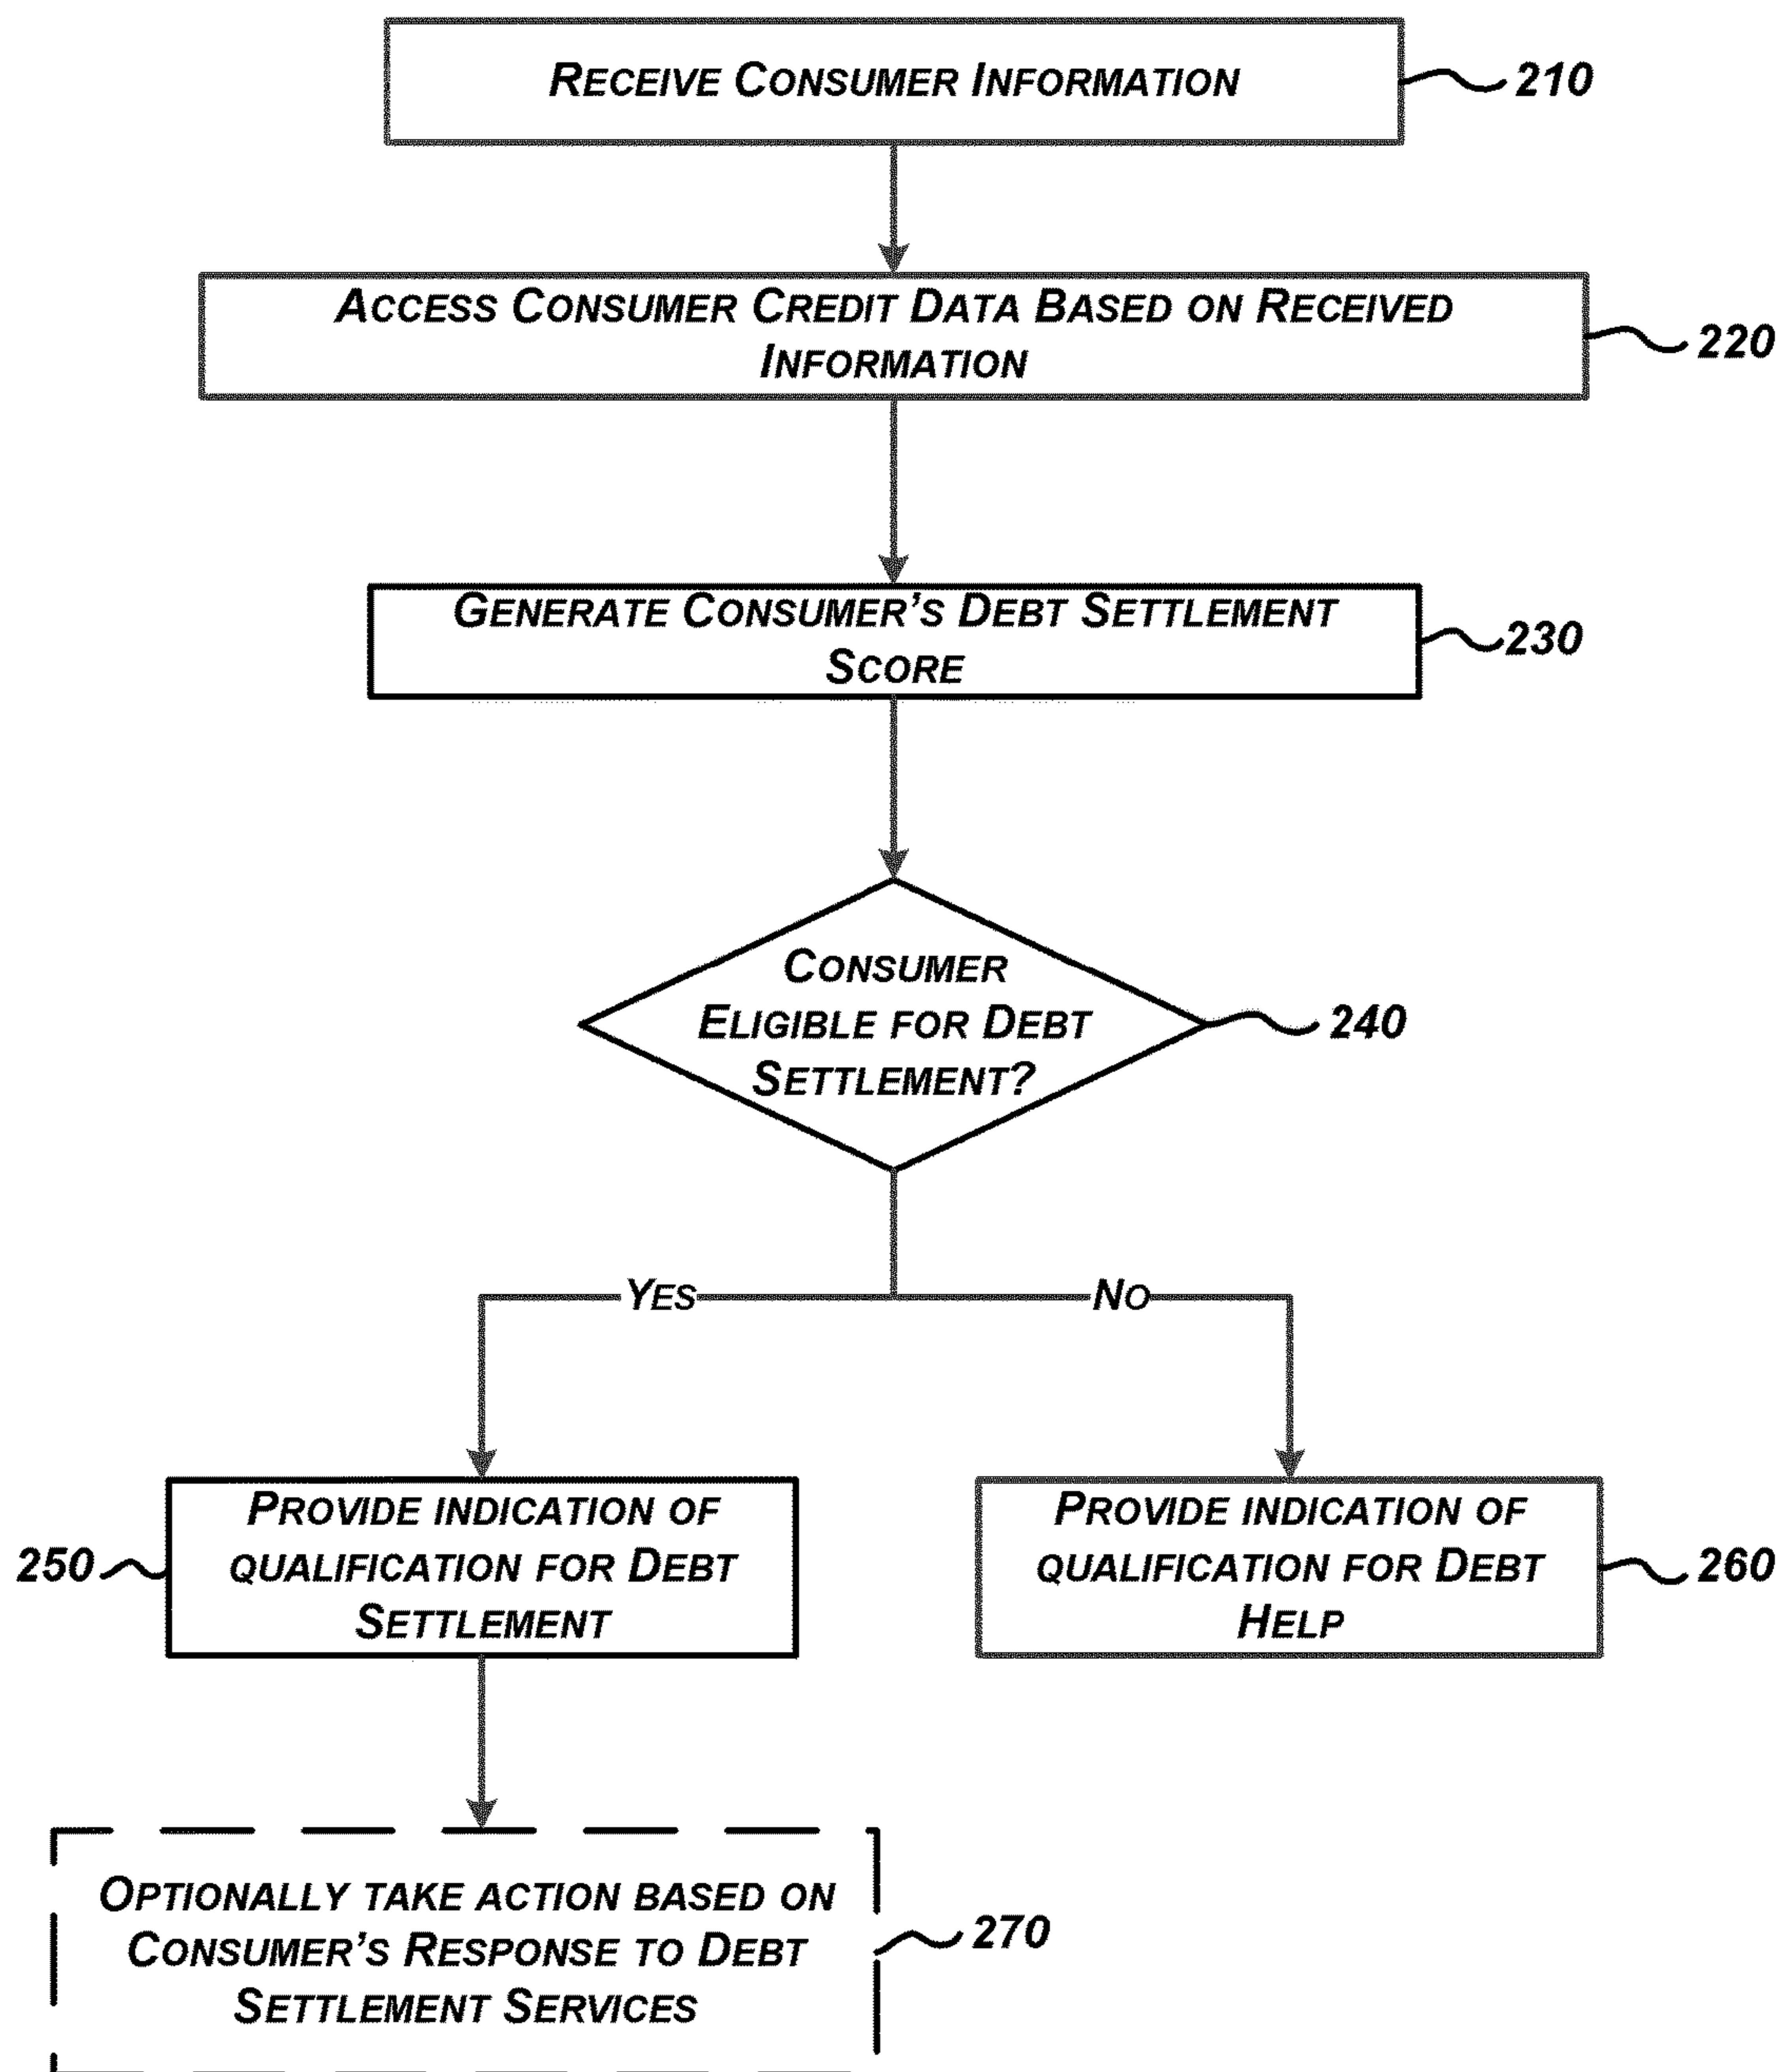 RECEIVE CONSUMER INFORMATION
210
ACCESS CONSUMER CREDIT DATA BASED ON RECEIVED
INFORMATION
220
GENERATE CONSUMER'S DEBT SETTLEMENT
SCORE
230
CONSUMER
ELIGIBLE FOR DEBT
SETTLEMENT?
240
YES
NO
250
PROVIDE INDICATION OF
QUALIFICATION FOR DEBT
SETTLEMENT
PROVIDE INDICATION OF
QUALIFICATION FOR DEBT
HELP
260
OPTIONALLY TAKE ACTION BASED ON
CONSUMER'S RESPONSE TO DEBT
SETTLEMENT SERVICES
270